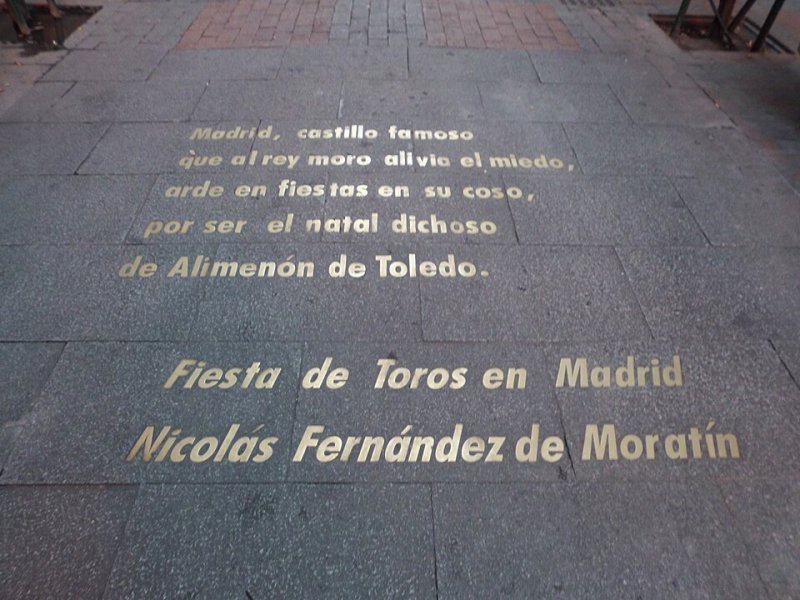 Madrid, castillo famoso
que al rey moro alivia el miedo,
arde en fiestas en su coso,
por ser el natal dichoso
de Alimenón de Toledo.
Fiesta de Toros en Madrid
Nicolás Fernández de Moratín